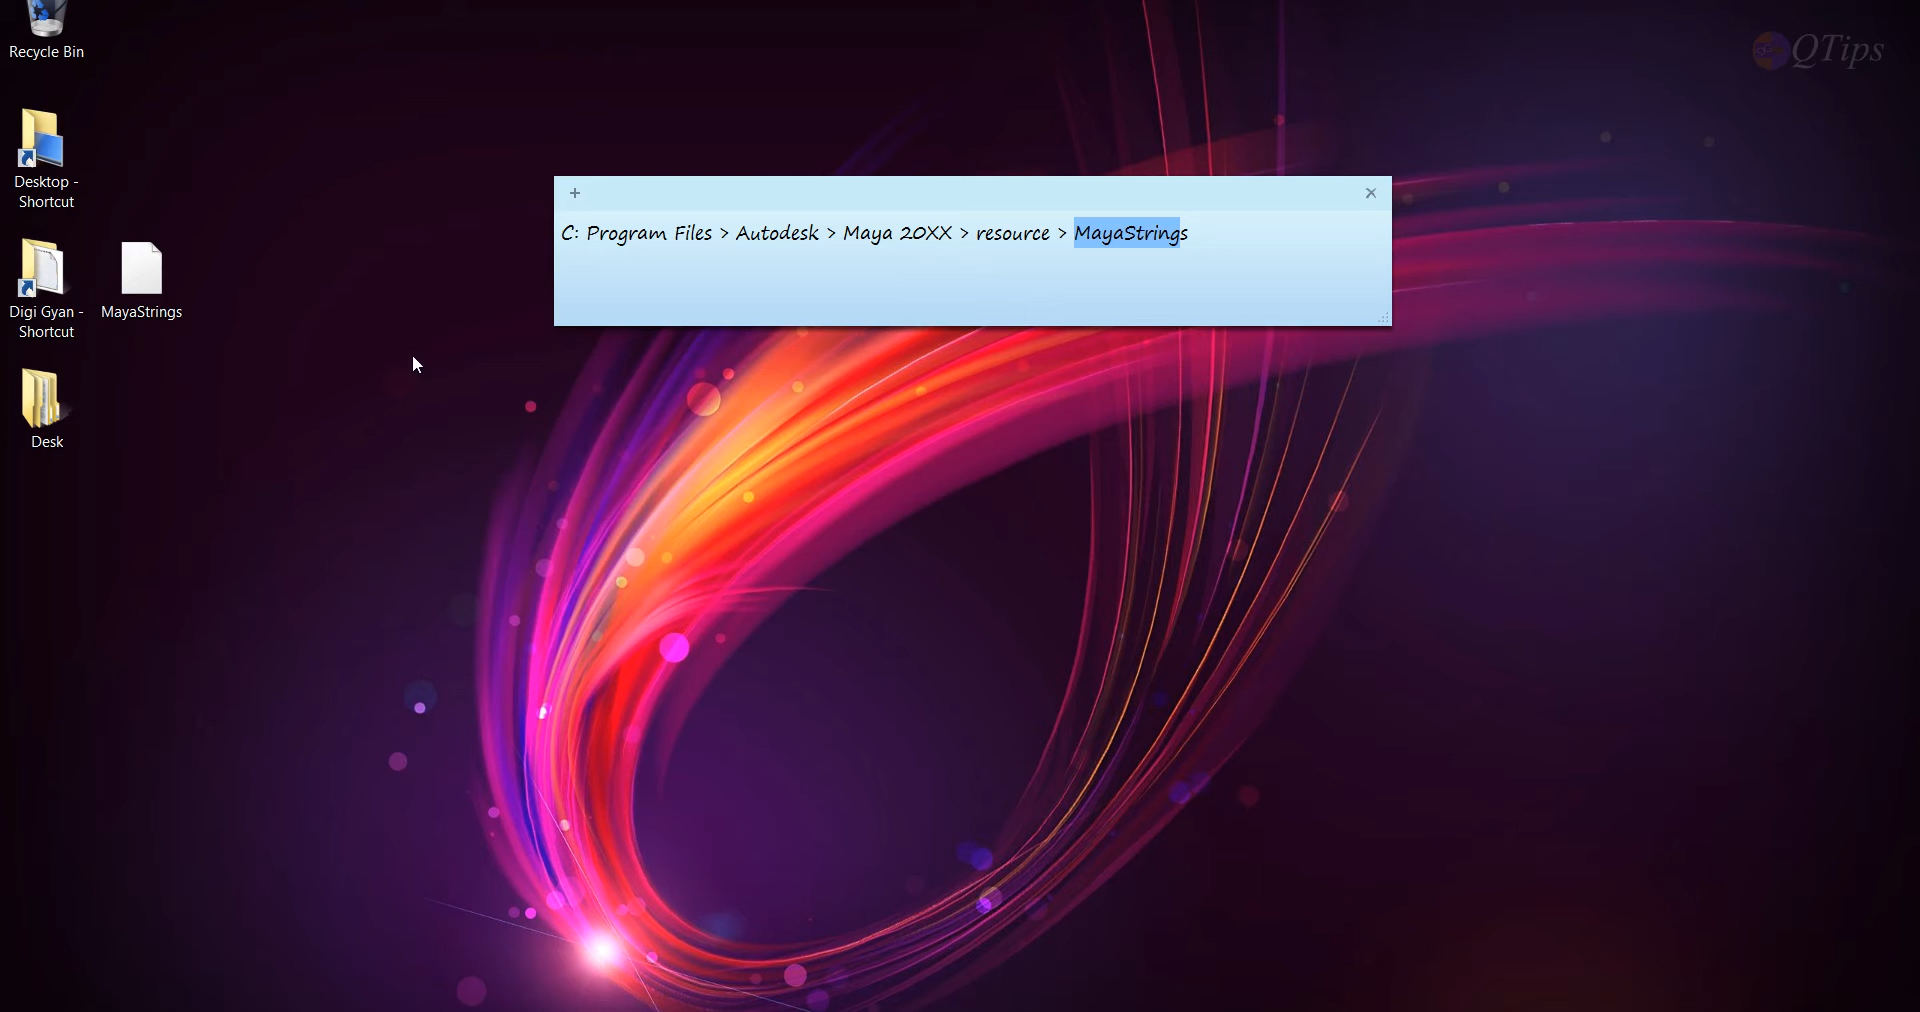 Recycle Bin
QTips
Desktop -
Shortcut
+
×
C: Program Files > Autodesk > Maya 20XX > resource > MayaStrings
Digi Gyan -
Shortcut
MayaStrings
Desk